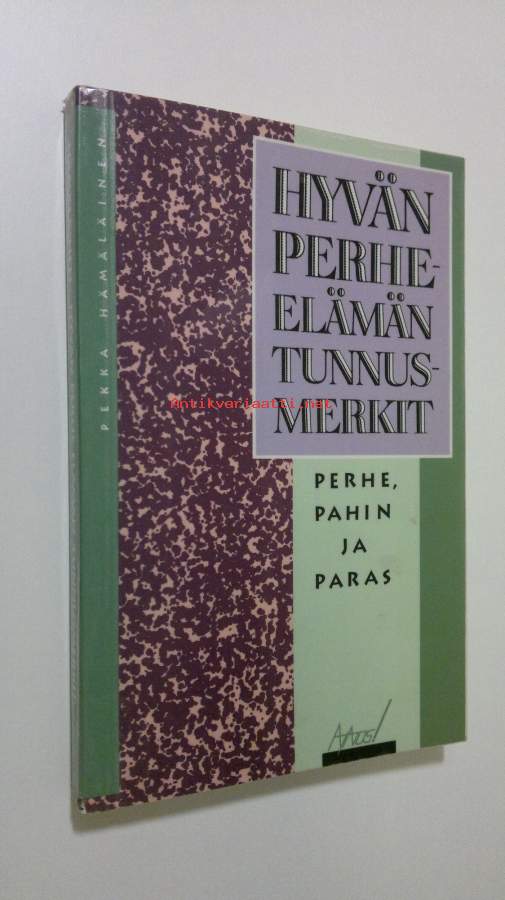 PEKKA HÄMÄLÄINEN
HYVÄN
PERHE-
ELÄMÄN
TUNNUS-
MERKIT
Antikvariaatti.net
PERHE,
PAHIN
JA
PARAS